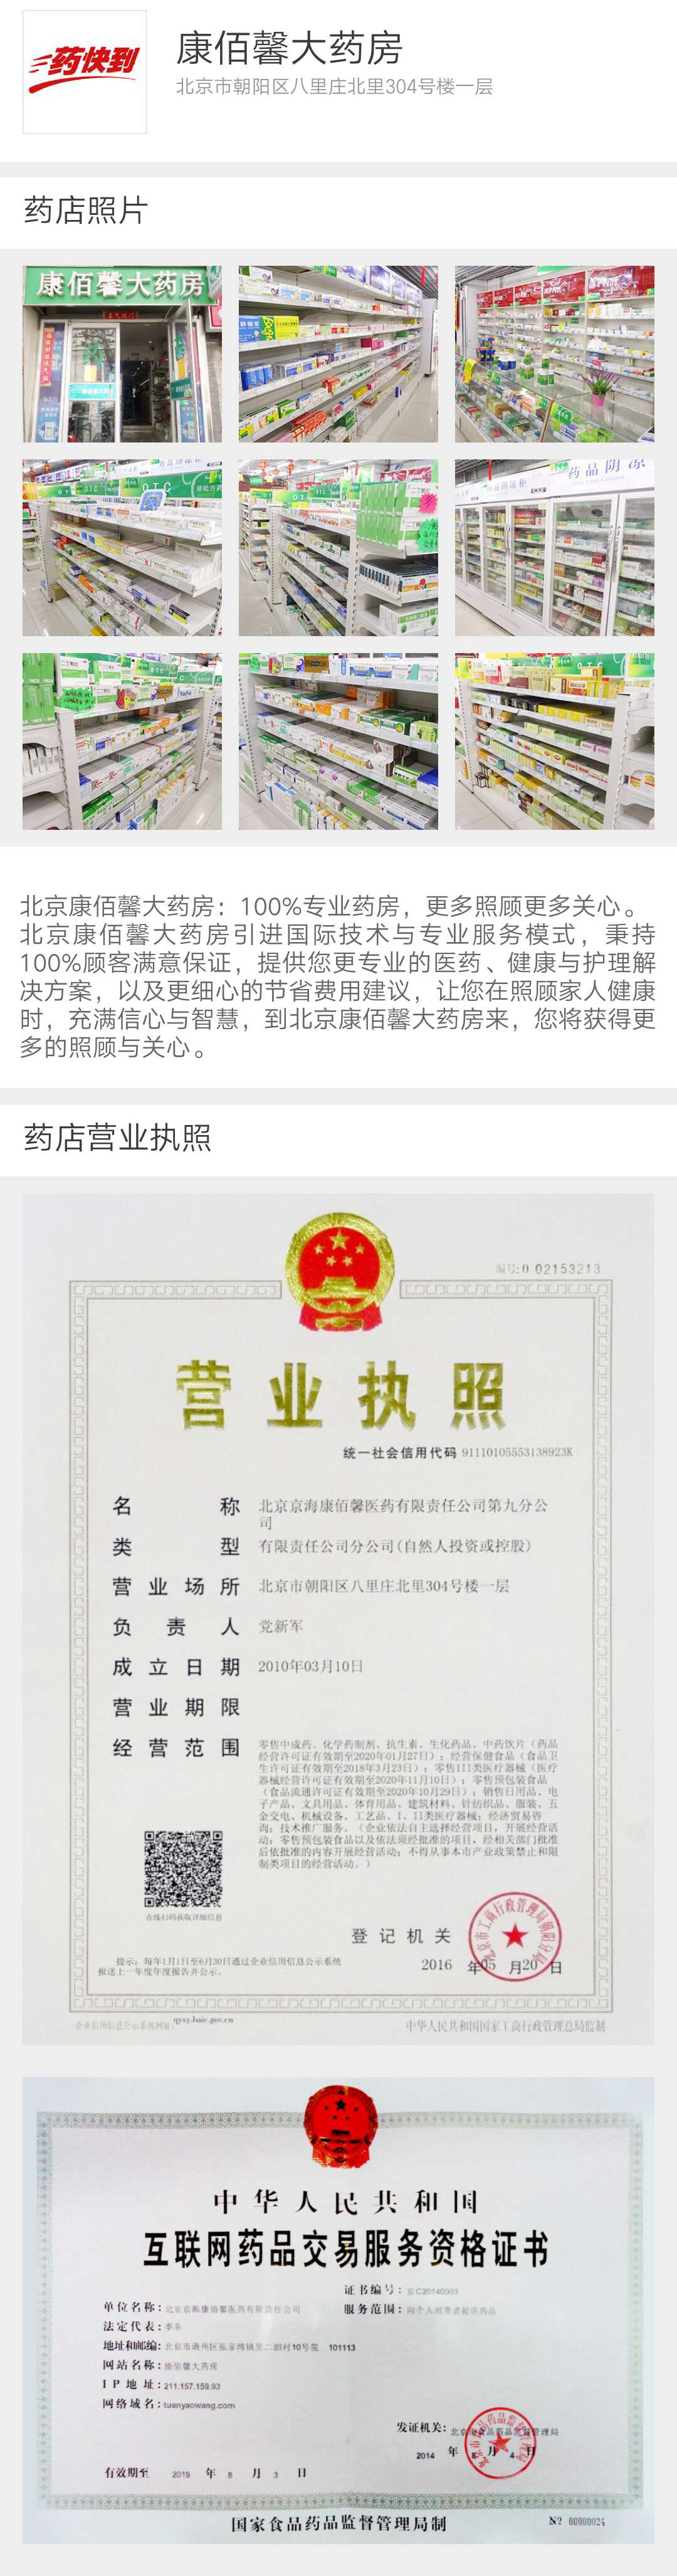 药快到
康佰馨大药房
北京市朝阳区八里庄北里304号楼一层
药店照片
康佰馨大药房
OTC
OTC
OTC
药品阴凉柜
药品阴凉
OTC
北京康佰馨大药房：100%专业药房，更多照顾更多关心。
北京康佰馨大药房引进国际技术与专业服务模式，秉持
100%顾客满意保证，提供您更专业的医药、健康与护理解
决方案，以及更细心的节省费用建议，让您在照顾家人健康
时，充满信心与智慧，到北京康佰馨大药房来，您将获得更
多的照顾与关心。
药店营业执照
编号:0 02153213
营业执照
统一社会信用代码 91110105553138923K
名称 北京京海康佰馨医药有限责任公司第九分公
司
类型 有限责任公司分公司(自然人投资或控股)
营业场所 北京市朝阳区八里庄北里304号楼一层
负责人 党新军
成立日期 2010年03月10日
营业期限
经营范围 零售中成药、化学药制剂、抗生素、生化药品、中药饮片（药品
经营许可证有效期至2020年01月27日）；经营保健食品（食品卫
生许可证有效期至2018年3月23日）；零售III类医疗器械（医疗
器械经营许可证有效期至2020年11月10日）；零售预包装食品
（食品流通许可证有效期至2020年10月29日）；销售日用品、电
子产品、文具用品、体育用品、建筑材料、针纺织品、服装、五
金交电、机械设备、工艺品、I、II类医疗器械；经济贸易咨
询；技术推广服务。（企业依法自主选择经营项目，开展经营活
动；零售预包装食品以及依法须经批准的项目，经相关部门批准
后依批准的内容开展经营活动；不得从事本市产业政策禁止和限
制类项目的经营活动。）
在线扫码获取详细信息
登记机关
北京市工商行政管理局朝阳分局
2016 年05 月20 日
提示：每年1月1日至6月30日通过企业信用信息公示系统
报送上一年度年度报告并公示。
企业信用信息公示系统网址: qyxy.baic.gov.cn
中华人民共和国国家工商行政管理总局监制
中华人民共和国
互联网药品交易服务资格证书
证书编号: 京C20140003
单位名称: 北京京海康佰馨医药有限责任公司
服务范围: 向个人消费者提供药品
法定代表: 李东
地址和邮编: 北京市通州区张家湾镇里二泗村10号院 101113
网站名称: 康佰馨大药房
IP地址: 211.157.159.93
网络域名: tuanyaowang.com
发证机关: 北京市食品药品监督管理局
2014 年 8 月 4 日
有效期至 2019 年 8 月 3 日
国家食品药品监督管理局制
№ 00000024